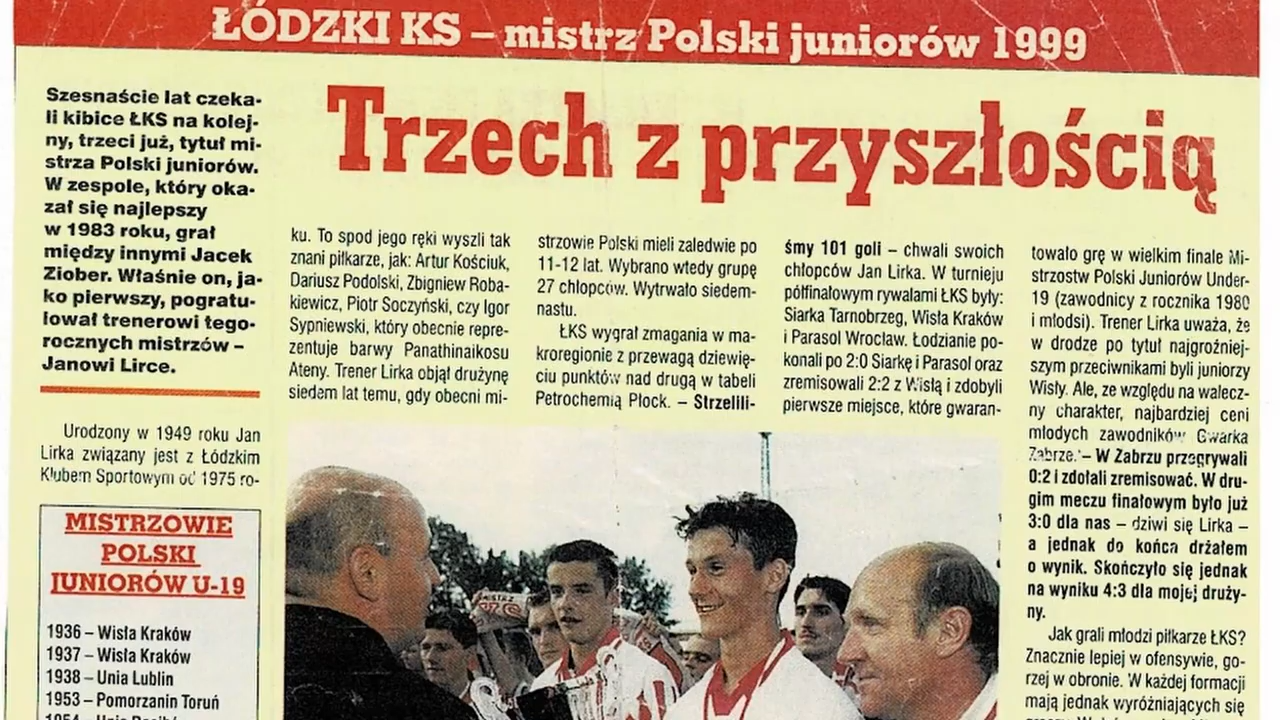 ŁÓDZKI KS – mistrz Polski juniorów 1999
Trzech z przyszłością
Szesnaście lat czeka-
li kibice ŁKS na kolej-
ny, trzeci już, tytuł mi-
strza Polski juniorów.
W zespole, który oka-
zał się najlepszy
w 1983 roku, grał
między innymi Jacek
Ziober. Właśnie on, ja-
ko pierwszy, pogratu-
lował trenerowi tego-
rocznych mistrzów –
Janowi Lirce.
Urodzony w 1949 roku Jan
Lirka związany jest z Łódzkim
Klubem Sportowym od 1975 ro-
ku. To spod jego ręki wyszli tak
znani piłkarze, jak: Artur Kościuk,
Dariusz Podolski, Zbigniew Roba-
kiewicz, Piotr Soczyński, czy Igor
Sypniewski, który obecnie repre-
zentuje barwy Panathinaikosu
Ateny. Trener Lirka objął drużynę
siedem lat temu, gdy obecni mi-
strzowie Polski mieli zaledwie po
11-12 lat. Wybrano wtedy grupę
27 chłopców. Wytrwało siedem-
nastu.
ŁKS wygrał zmagania w ma-
kroregionie z przewagą dziewię-
ciu punktów nad drugą w tabeli
Petrochemią Płock. – Strzelili-
śmy 101 goli – chwali swoich
chłopców Jan Lirka. W turnieju
półfinałowym rywalami ŁKS były:
Siarka Tarnobrzeg, Wisła Kraków
i Parasol Wrocław. Łodzianie po-
konali po 2:0 Siarkę i Parasol oraz
zremisowali 2:2 z Wisłą i zdobyli
pierwsze miejsce, które gwaran-
towało grę w wielkim finale Mi-
strzostw Polski Juniorów Under-
19 (zawodnicy z rocznika 1980
i młodsi). Trener Lirka uważa, że
w drodze po tytuł najgroźniej-
szym przeciwnikami byli juniorzy
Wisły. Ale, ze względu na walecz-
ny charakter, najbardziej ceni
młodych zawodników Gwarka
Zabrze. – W Zabrzu przegrywali
0:2 i zdołali zremisować. W dru-
gim meczu finałowym było już
3:0 dla nas – dziwi się Lirka –
a jednak do końca drżałem
o wynik. Skończyło się jednak
na wyniku 4:3 dla mojej druży-
ny.
Jak grali młodzi piłkarze ŁKS?
Znacznie lepiej w ofensywie, go-
rzej w obronie. W każdej formacji
mają jednak wyróżniających się
MISTRZOWIE
POLSKI
JUNIORÓW U-19
1936 – Wisła Kraków
1937 – Wisła Kraków
1938 – Unia Lublin
1953 – Pomorzanin Toruń